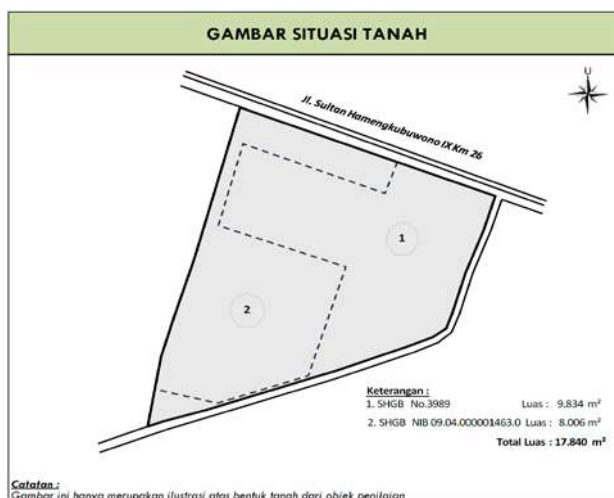 GAMBAR SITUASI TANAH
U
Jl. Sultan Hamengkubuwono IX Km 26
1
2
Keterangan :
1. SHGB No.3989 Luas : 9.834 m²
2. SHGB NIB 09.04.000001463.0 Luas : 8.006 m²
Total Luas : 17.840 m²
Catatan :
Gambar ini hanya merupakan ilustrasi atas bentuk tanah dari objek penilaian